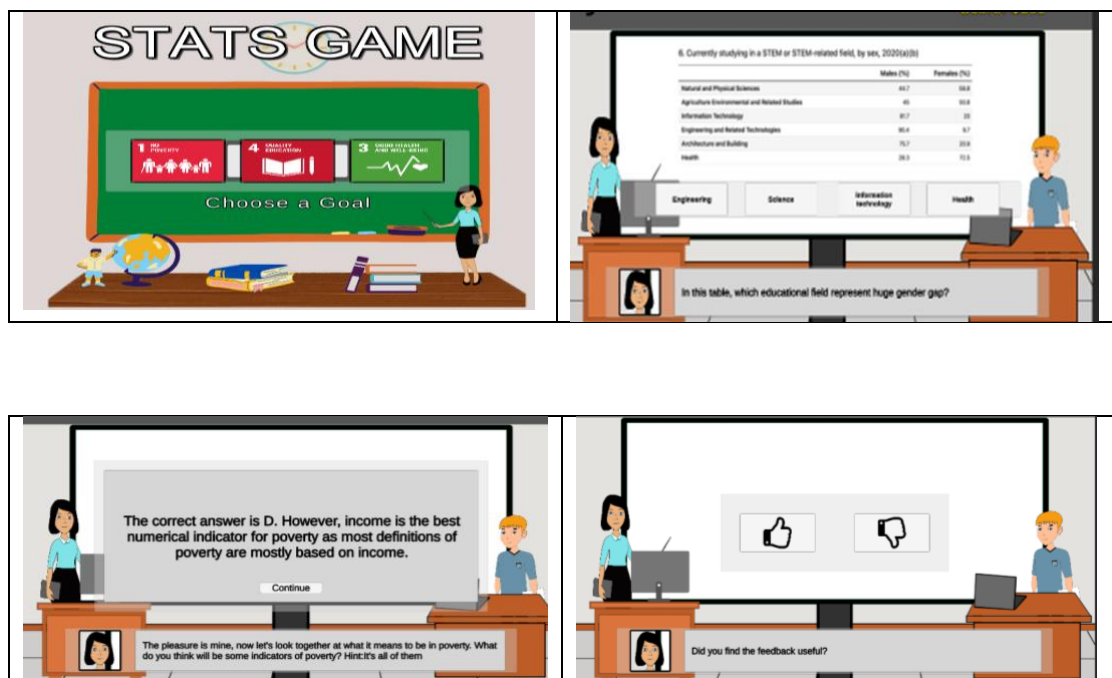 STATS GAME
1 NO POVERTY
4 QUALITY EDUCATION
3 GOOD HEALTH AND WELL-BEING
Choose a Goal
6. Currently studying in a STEM or STEM-related field, by sex, 2020(a)(b)
Males (%) Females (%)
Natural and Physical Sciences
Agriculture Environmental and Related Studies 45
Information Technology
Engineering and Related Technologies 9.7
Architecture and Building
Health
Engineering
Science
Information technology
Health
In this table, which educational field represent huge gender gap?
The correct answer is D. However, income is the best
numerical indicator for poverty as most definitions of
poverty are mostly based on income.
Continue
The pleasure is mine, now let's look together at what it means to be in poverty. What
do you think will be some indicators of poverty? Hint:It's all of them
Did you find the feedback useful?